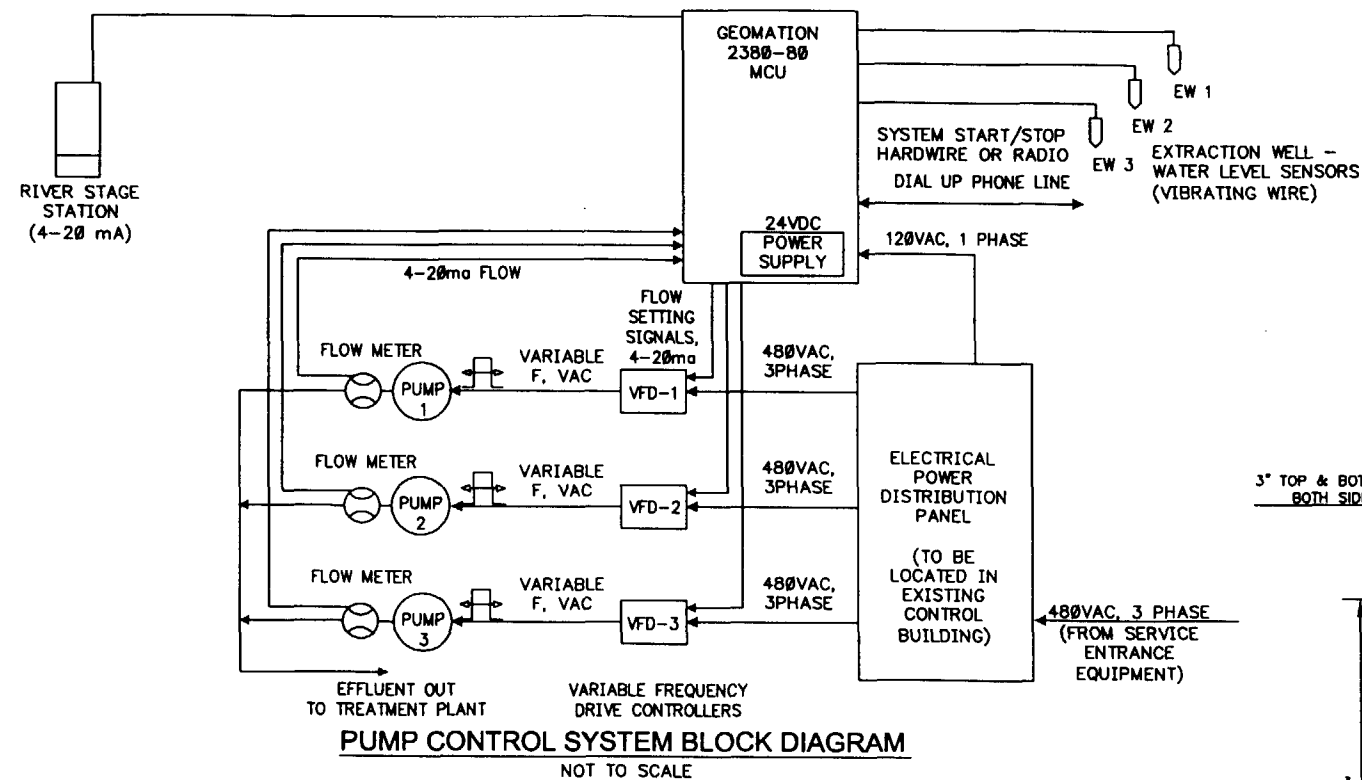 GEOMATION
2380-80
MCU
EW 1
EW 2
EW 3
EXTRACTION WELL -
WATER LEVEL SENSORS
(VIBRATING WIRE)
SYSTEM START/STOP
HARDWIRE OR RADIO
DIAL UP PHONE LINE
RIVER STAGE
STATION
(4-20 mA)
24VDC
POWER
SUPPLY
120VAC, 1 PHASE
4-20ma FLOW
FLOW
SETTING
SIGNALS,
4-20ma
FLOW METER
PUMP
1
VARIABLE
F, VAC
VFD-1
480VAC,
3PHASE
FLOW METER
PUMP
2
VARIABLE
F, VAC
VFD-2
480VAC,
3PHASE
FLOW METER
PUMP
3
VARIABLE
F, VAC
VFD-3
480VAC,
3PHASE
ELECTRICAL
POWER
DISTRIBUTION
PANEL
(TO BE
LOCATED IN
EXISTING
CONTROL
BUILDING)
480VAC, 3 PHASE
(FROM SERVICE
ENTRANCE
EQUIPMENT)
3" TOP & BOT
BOTH SID
EFFLUENT OUT
TO TREATMENT PLANT
VARIABLE FREQUENCY
DRIVE CONTROLLERS
PUMP CONTROL SYSTEM BLOCK DIAGRAM
NOT TO SCALE